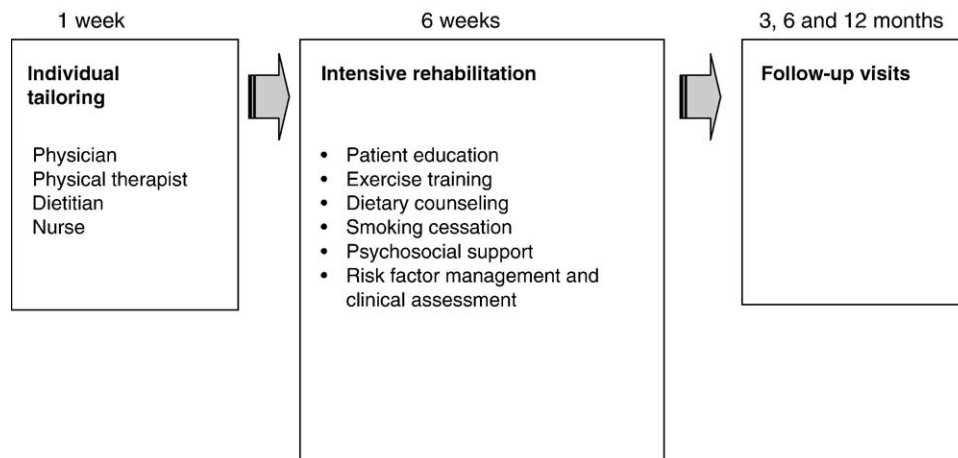 1 week
6 weeks
3, 6 and 12 months
Individual
tailoring
Physician
Physical therapist
Dietitian
Nurse
Intensive rehabilitation
• Patient education
• Exercise training
• Dietary counseling
• Smoking cessation
• Psychosocial support
• Risk factor management and
clinical assessment
Follow-up visits